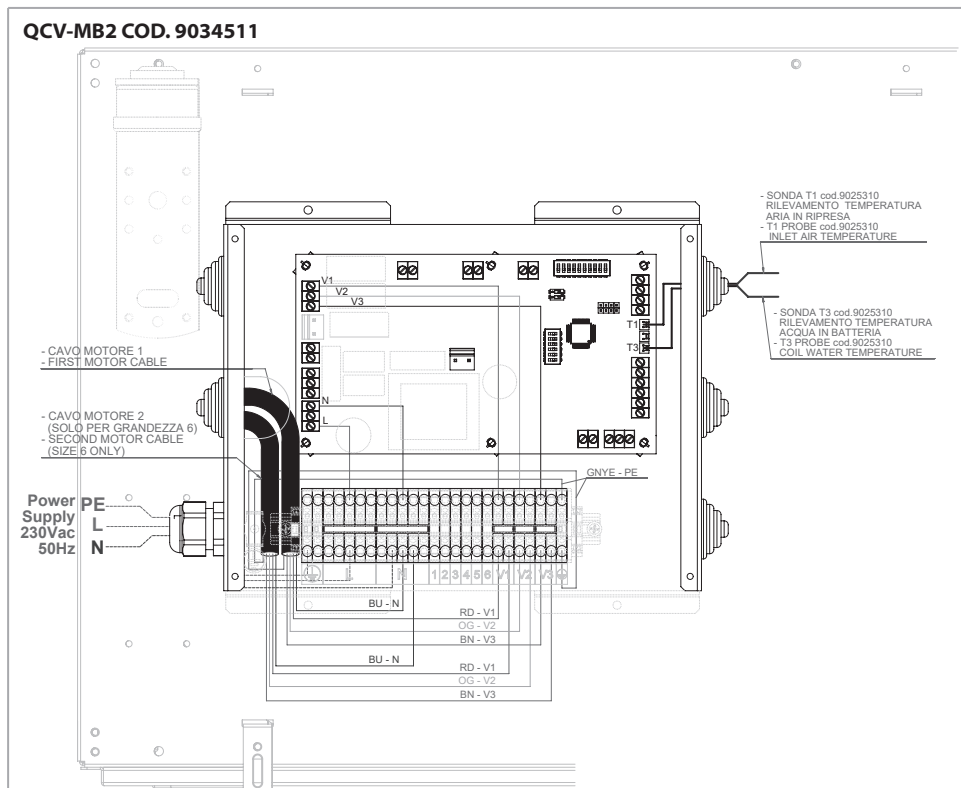 QCV-MB2 COD. 9034511
- SONDA T1 cod.9025310
RILEVAMENTO TEMPERATURA
ARIA IN RIPRESA
- T1 PROBE cod.9025310
INLET AIR TEMPERATURE
V1
V2
V3
T1
T3
- SONDA T3 cod.9025310
RILEVAMENTO TEMPERATURA
ACQUA IN BATTERIA
- T3 PROBE cod.9025310
COIL WATER TEMPERATURE
- CAVO MOTORE 1
- FIRST MOTOR CABLE
N
L
- CAVO MOTORE 2
(SOLO PER GRANDEZZA 6)
- SECOND MOTOR CABLE
(SIZE 6 ONLY)
GNYE - PE
Power
Supply
230Vac
50Hz
PE
L
N
1 2 3 4 5 6 V1 V2 V3
BU - N
RD - V1
OG - V2
BN - V3
BU - N
RD - V1
OG - V2
BN - V3